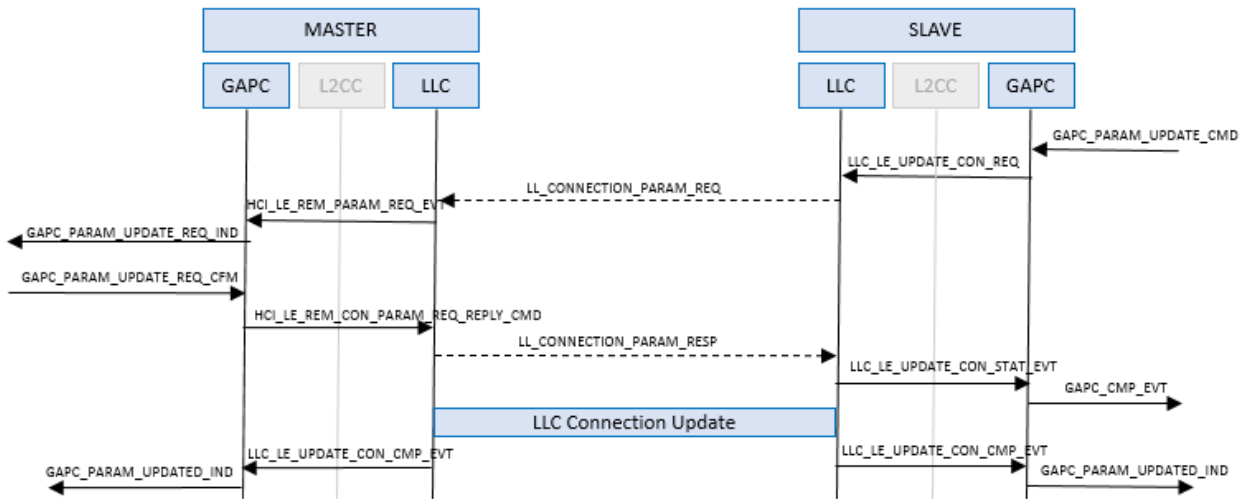 MASTER
SLAVE
GAPC
L2CC
LLC
LLC
L2CC
GAPC
GAPC_PARAM_UPDATE_CMD
LLC_LE_UPDATE_CON_REQ
LL_CONNECTION_PARAM_REQ
HCI_LE_REM_PARAM_REQ_EVT
GAPC_PARAM_UPDATE_REQ_IND
GAPC_PARAM_UPDATE_REQ_CFM
HCI_LE_REM_CON_PARAM_REQ_REPLY_CMD
LL_CONNECTION_PARAM_RESP
LLC_LE_UPDATE_CON_STAT_EVT
GAPC_CMP_EVT
LLC Connection Update
LLC_LE_UPDATE_CON_CMP_EVT
LLC_LE_UPDATE_CON_CMP_EVT
GAPC_PARAM_UPDATED_IND
GAPC_PARAM_UPDATED_IND